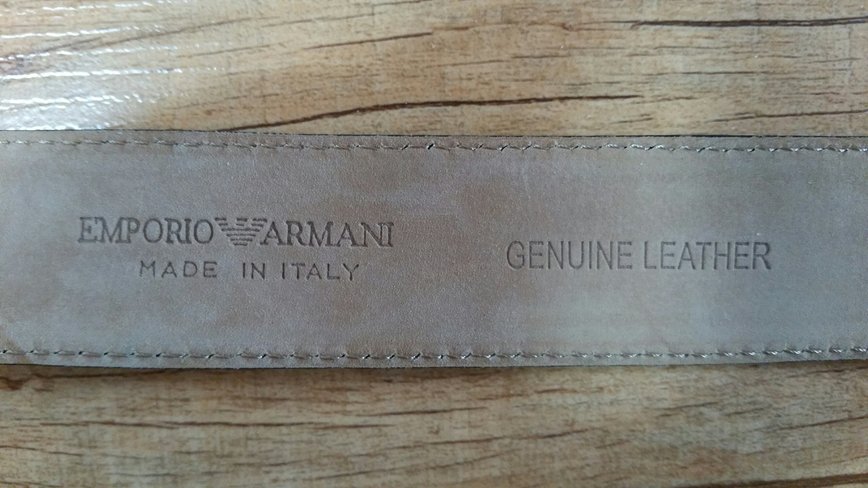 EMPORIO ARMANI
MADE IN ITALY
GENUINE LEATHER